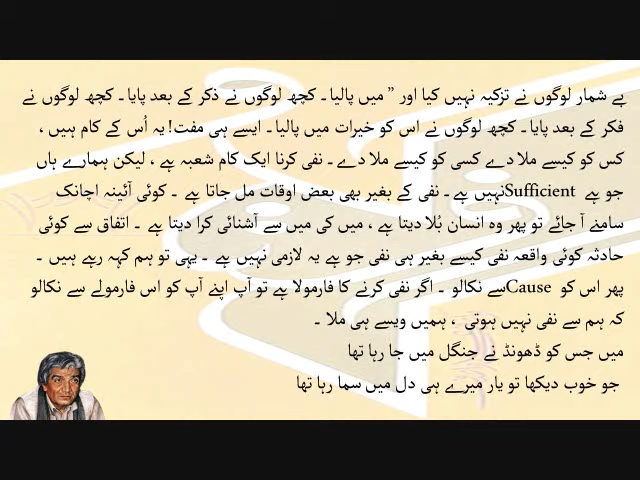 بے شمار لوگوں نے تزکیہ نہیں کیا اور " میں پالیا ۔ کچھ لوگوں نے ذکر کے بعد پایا ۔ کچھ لوگوں نے
فکر کے بعد پایا ۔ کچھ لوگوں نے اس کو خیرات میں پالیا ۔ ایسے ہی مفت! یہ اُس کے کام ہیں ،
کس کو کیسے ملا دے کسی کو کیسے ملا دے ۔ نفی کرنا ایک کام شعبہ ہے ، لیکن ہمارے ہاں
جو ہے Sufficient نہیں ہے ۔ نفی کے بغیر بھی بعض اوقات مل جاتا ہے ۔ کوئی آئینہ اچانک
سامنے آ جائے تو پھر وہ انسان بُلا دیتا ہے ، میں کی میں سے آشنائی کرا دیتا ہے ۔ اتفاق سے کوئی
حادثہ کوئی واقعہ نفی کیسے بغیر ہی نفی جو ہے یہ لازمی نہیں ہے ۔ یہی تو ہم کہہ رہے ہیں ۔
پھر اس کو Cause سے نکالو ۔ اگر نفی کرنے کا فارمولا ہے تو آپ اپنے آپ کو اس فارمولے سے نکالو
کہ ہم سے نفی نہیں ہوتی ، ہمیں ویسے ہی ملا ۔
میں جس کو ڈھونڈ نے جنگل میں جا رہا تھا
جو خوب دیکھا تو یار میرے ہی دل میں سما رہا تھا